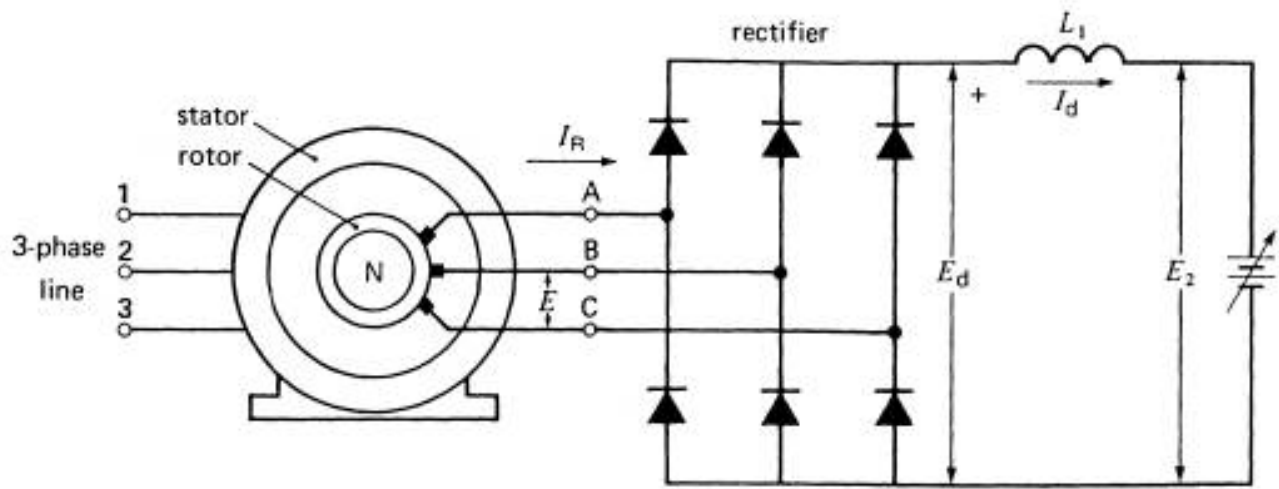 rectifier
L1
+
Id
stator
rotor
IR
1
A
3-phase
line
2
N
B
E
Ed
E2
3
C